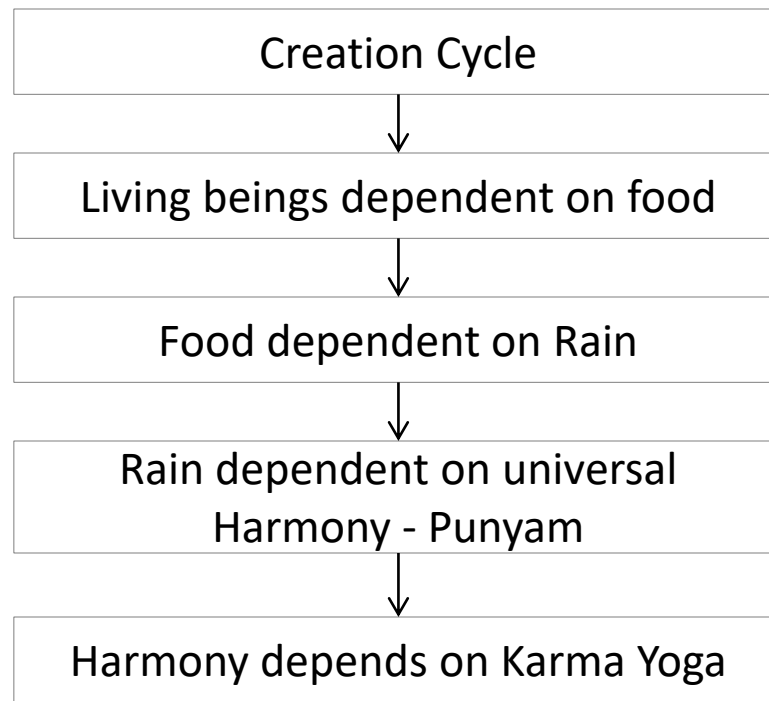 Creation Cycle
Living beings dependent on food
Food dependent on Rain
Rain dependent on universal
Harmony - Punyam
Harmony depends on Karma Yoga